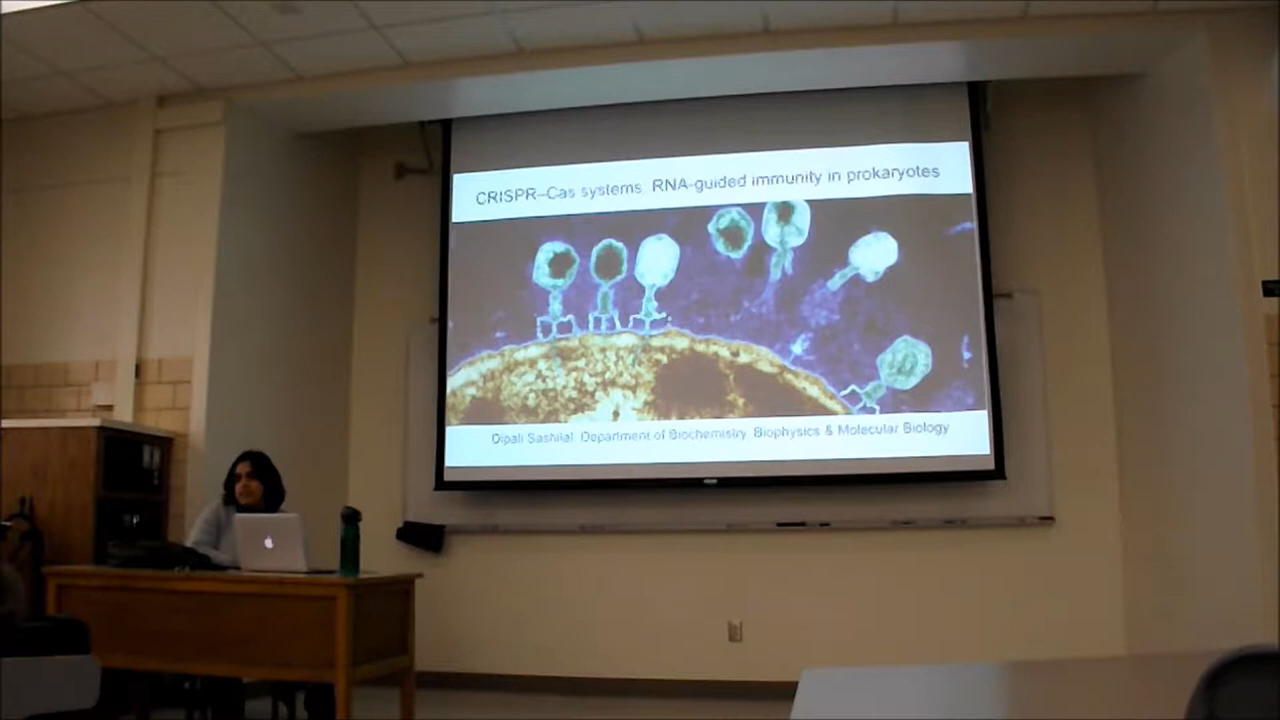 CRISPR–Cas systems: RNA-guided immunity in prokaryotes
Dipali Sashital, Department of Biochemistry, Biophysics & Molecular Biology